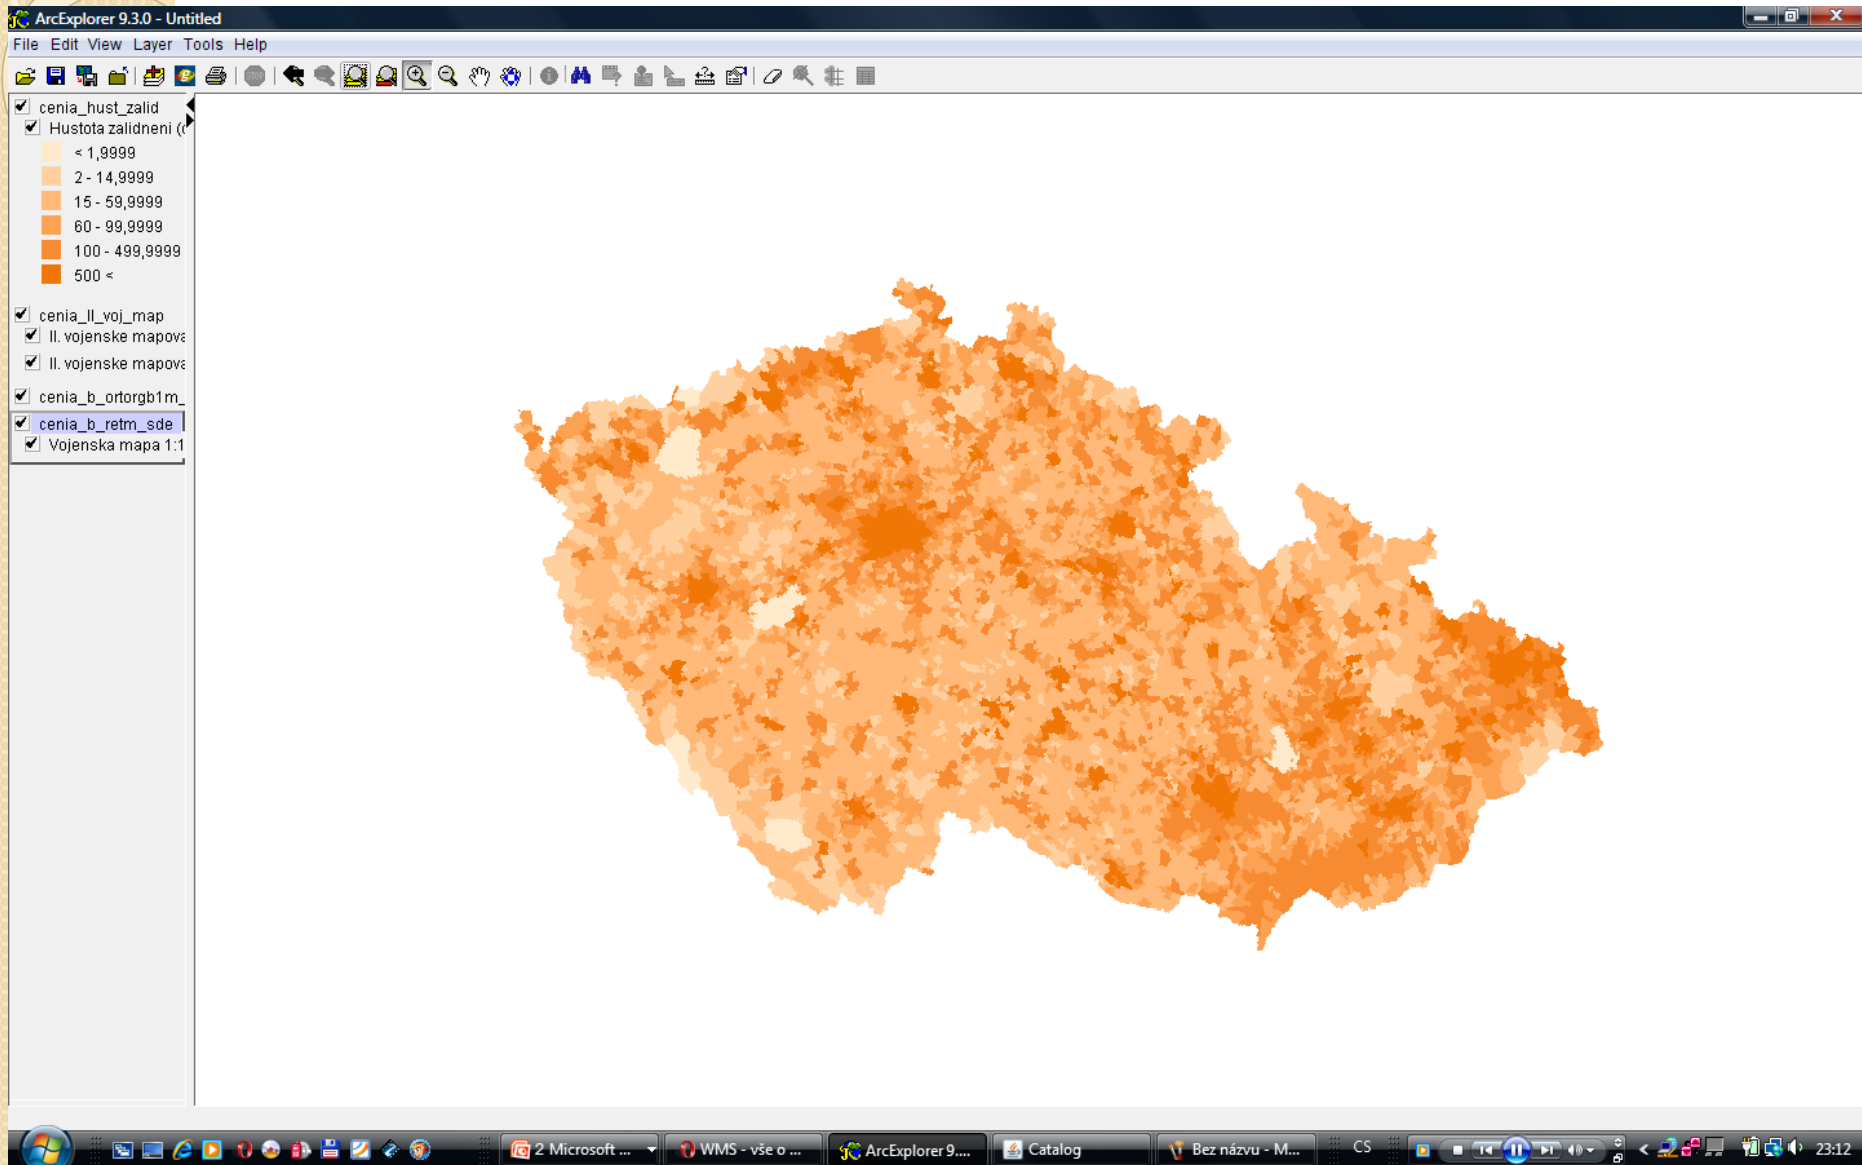 ArcExplorer 9.3.0 - Untitled
File Edit View Layer Tools Help
cenia_hust_zalid
Hustota zalidneni (
< 1,9999
2 - 14,9999
15 - 59,9999
60 - 99,9999
100 - 499,9999
500 <
cenia_II_voj_map
II. vojenske mapova
II. vojenske mapova
cenia_b_ortorgb1m_
cenia_b_retm_sde
Vojenska mapa 1:1
2 Microsoft ...
WMS - vše o ...
ArcExplorer 9....
Catalog
Bez názvu - M...
CS
23:12